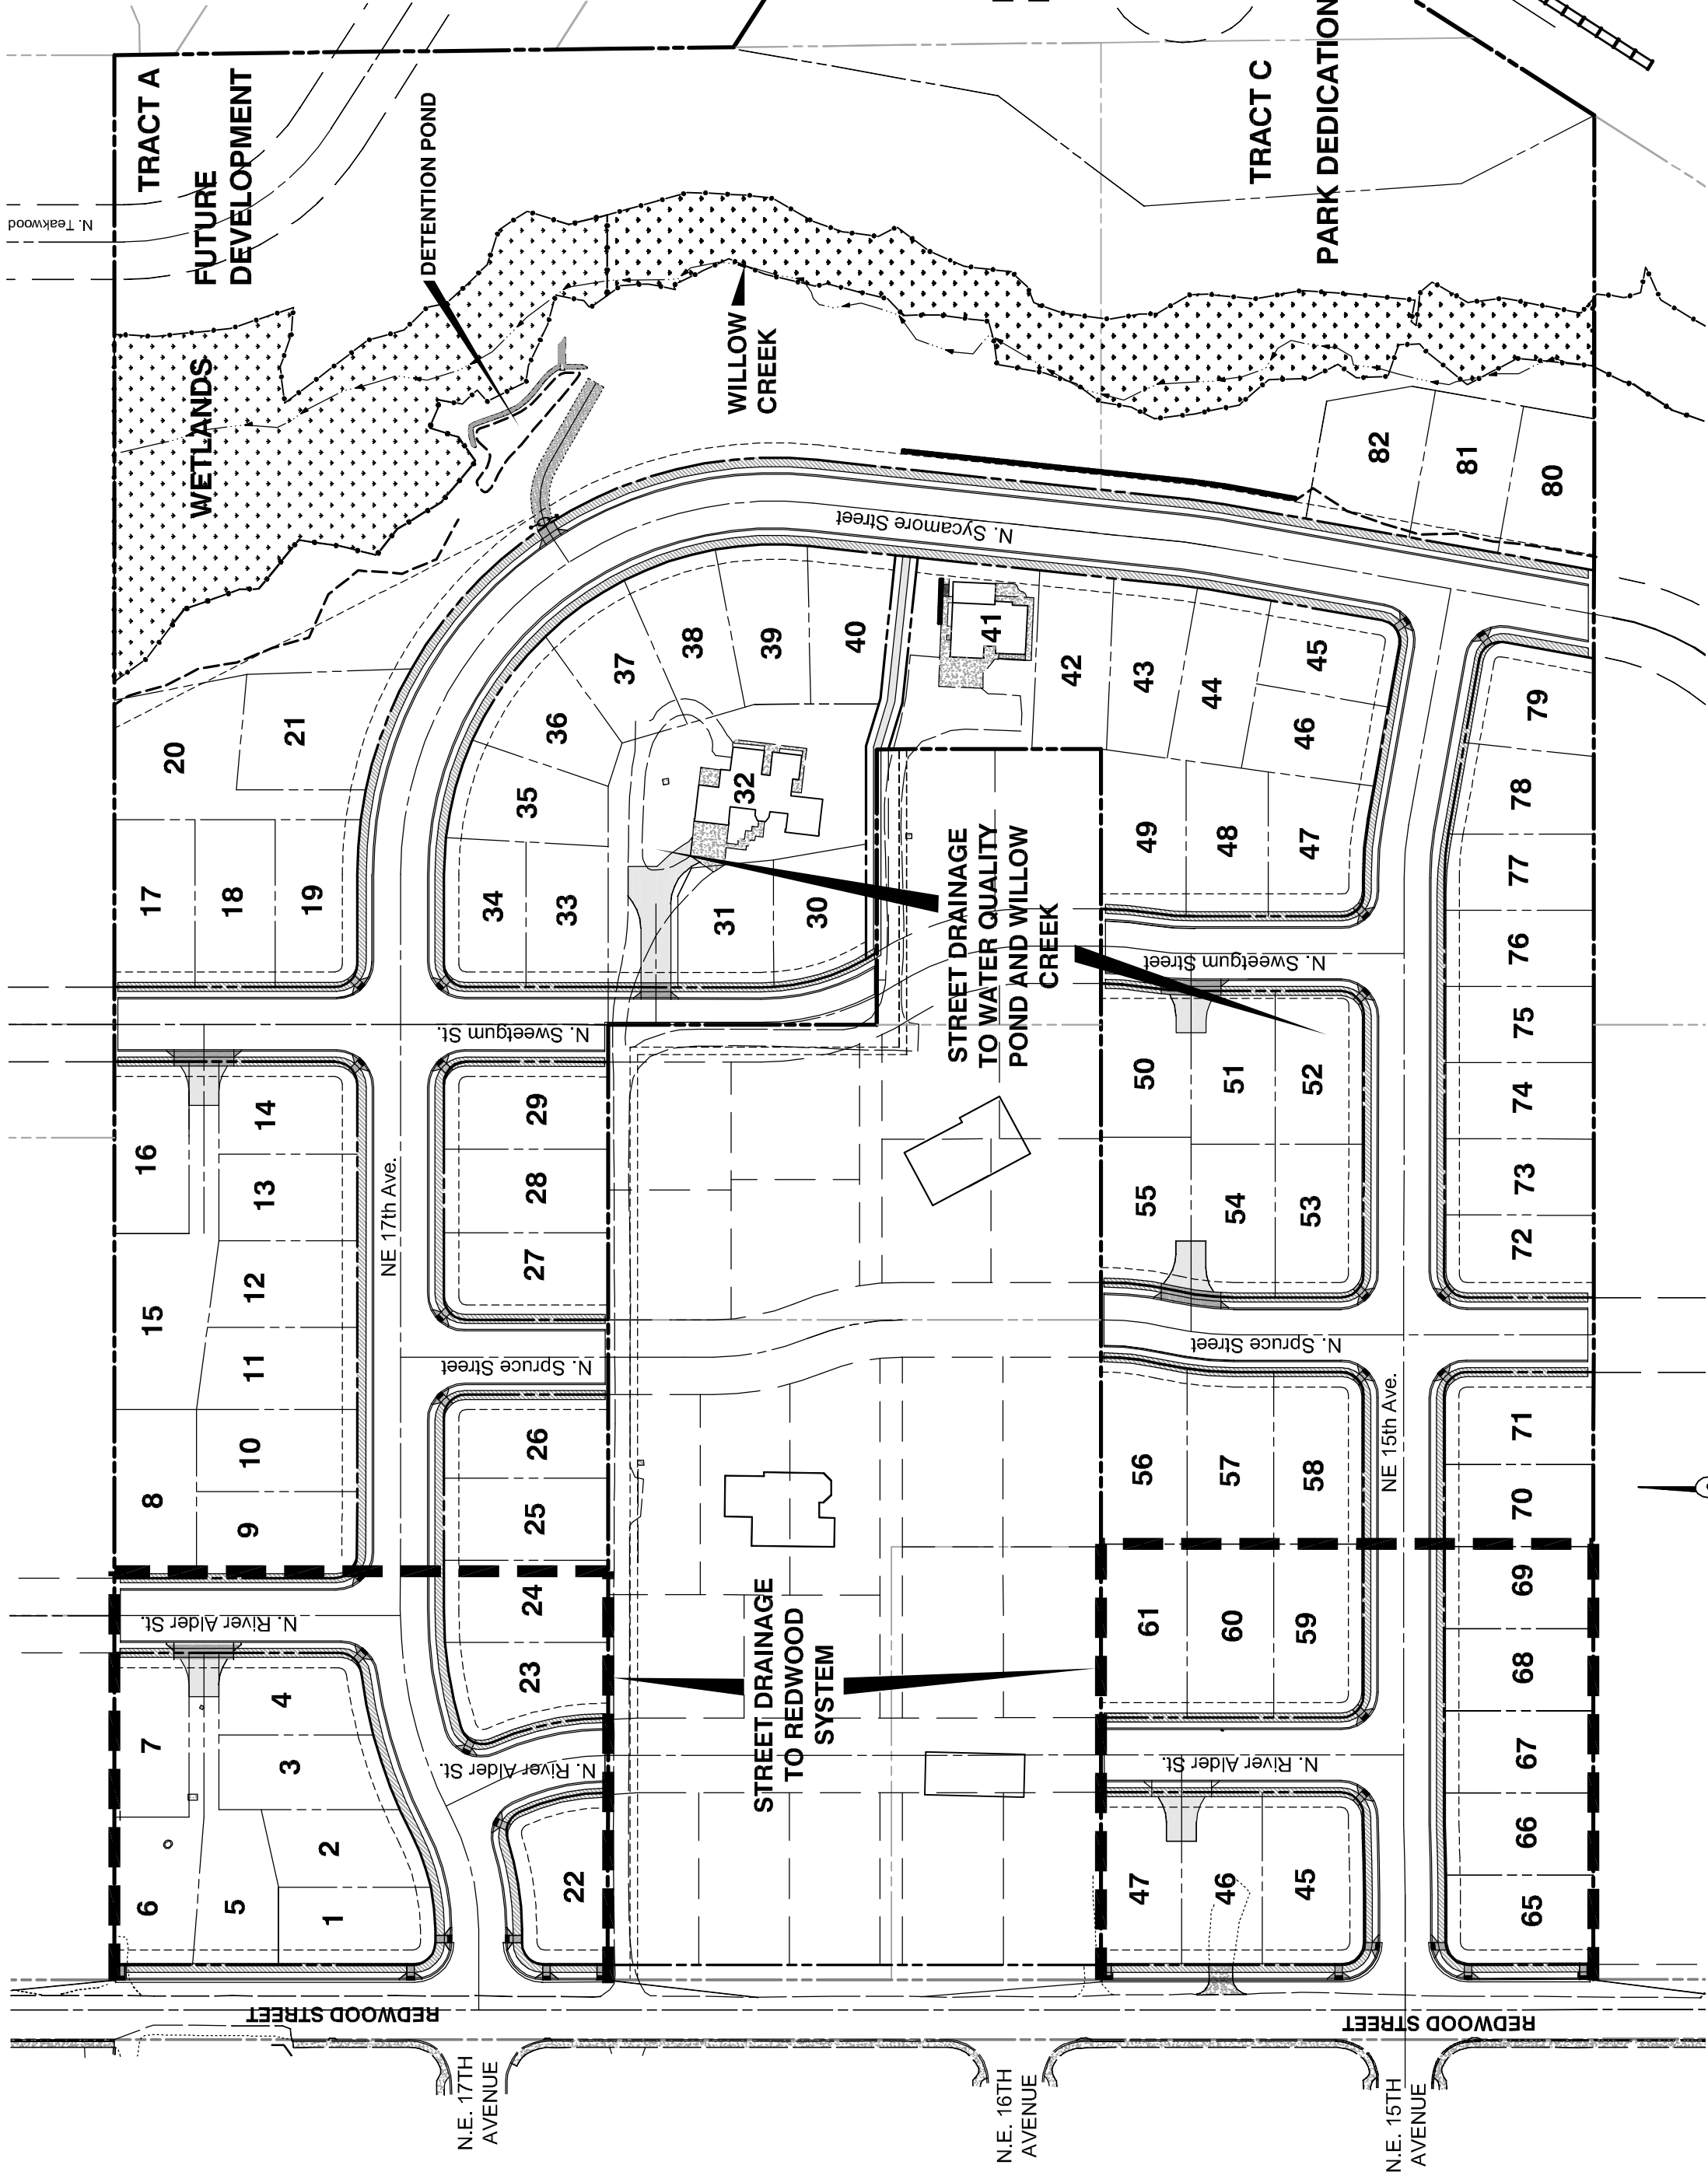 TRACT A
FUTURE
DEVELOPMENT
N. Teakwood
DETENTION POND
TRACT C
PARK DEDICATION
WETLANDS
WILLOW
CREEK
N. Sycamore Street
82
81
80
20
21
17
18
19
34
33
35
36
37
38
39
40
41
42
43
44
45
46
79
78
77
76
75
74
73
72
32
31
30
49
48
47
STREET DRAINAGE
TO WATER QUALITY
POND AND WILLOW
CREEK
N. Sweetgum St.
N. Sweetgum Street
16
14
13
15
12
11
8
10
9
NE 17th Ave.
29
28
27
N. Spruce Street
26
25
24
23
50
51
52
55
54
53
N. Spruce Street
56
57
58
NE 15th Ave.
71
70
69
68
67
66
65
61
60
59
N. River Alder St.
N. River Alder St.
N. River Alder St.
STREET DRAINAGE
TO REDWOOD
SYSTEM
7
4
3
6
5
2
1
22
47
46
45
REDWOOD STREET
REDWOOD STREET
N.E. 17TH
AVENUE
N.E. 16TH
AVENUE
N.E. 15TH
AVENUE